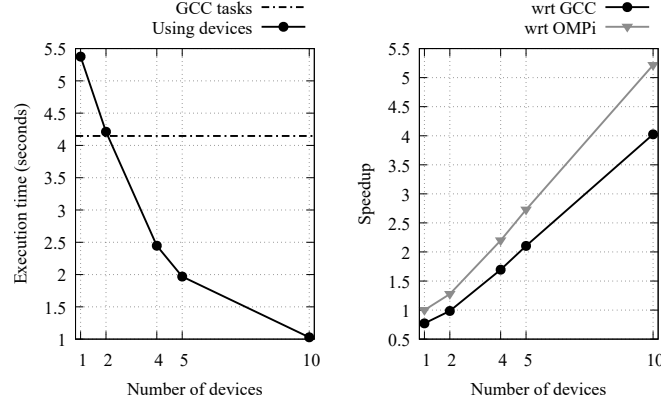 GCC tasks
Using devices
5.5
5
4.5
4
3.5
3
2.5
2
1.5
1
1 2 4 5 10
Execution time (seconds)
Number of devices
wrt GCC
wrt OMPi
5.5
5
4.5
4
3.5
3
2.5
2
1.5
1
0.5
1 2 4 5 10
Speedup
Number of devices